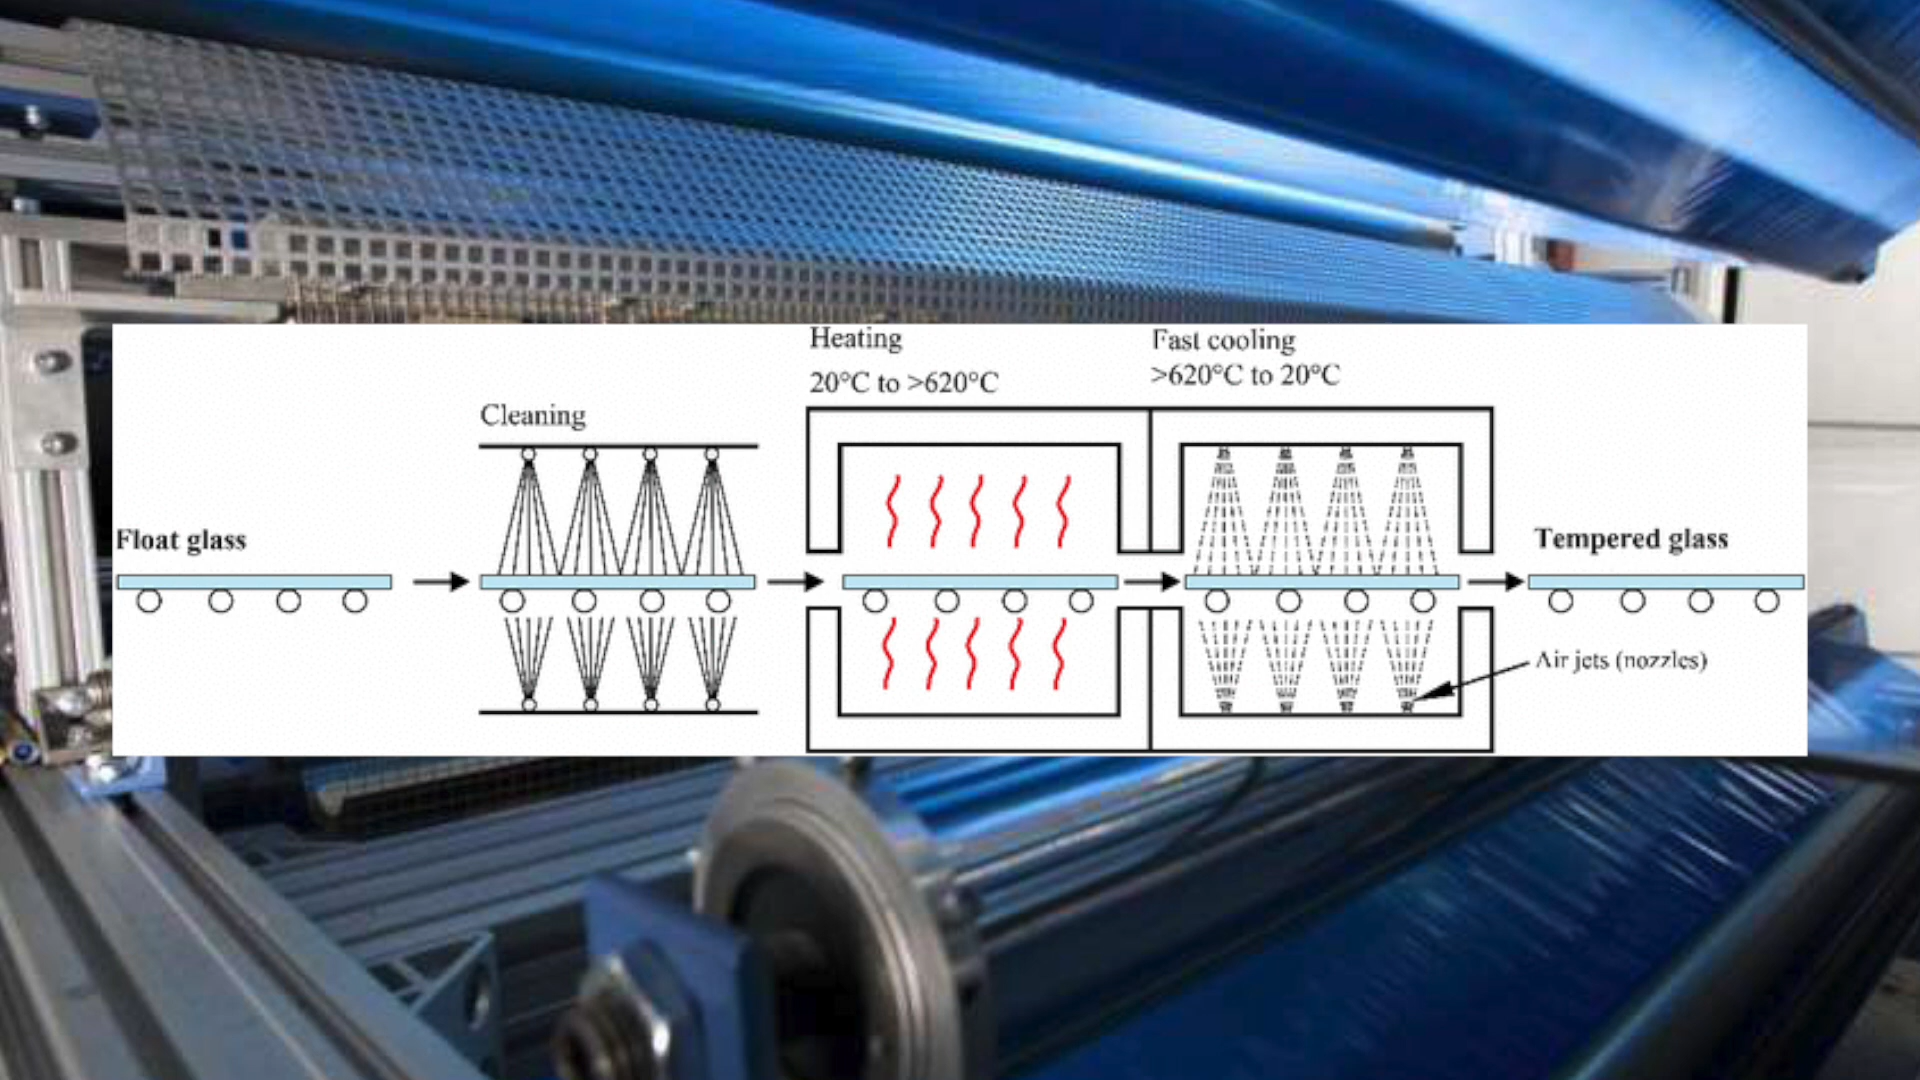 Heating
20°C to >620°C
Fast cooling
>620°C to 20°C
Cleaning
Float glass
Tempered glass
Air jets (nozzles)